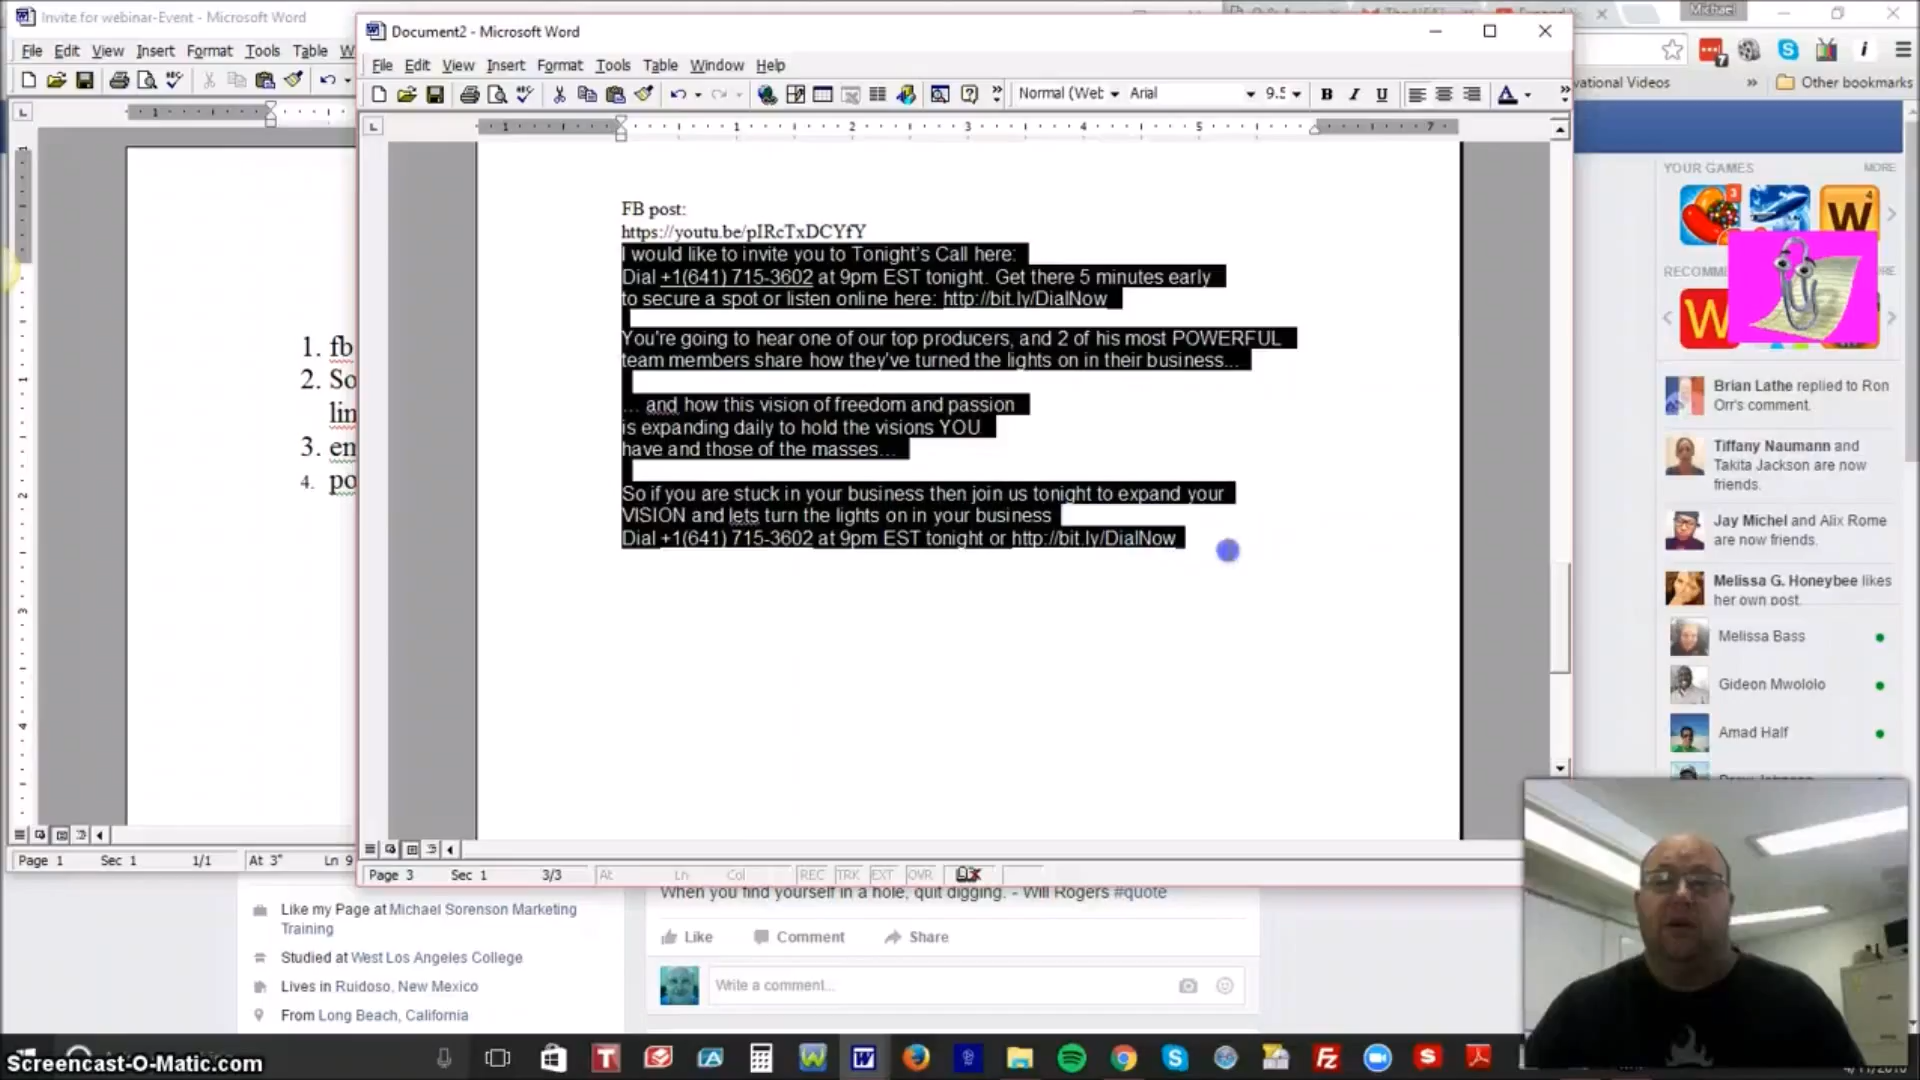 Invite for webinar-Event - Microsoft Word
File Edit View Insert Format Tools Table
Document2 - Microsoft Word
File Edit View Insert Format Tools Table Window Help
Normal (Web Arial 9.5 B I U A
Michael
7
vational Videos » Other bookmarks
1 1 2 3 4 5 7
FB post:
https://youtu.be/pIRcTxDCYfY
I would like to invite you to Tonight's Call here:
Dial +1(641) 715-3602 at 9pm EST tonight. Get there 5 minutes early
to secure a spot or listen online here: http://bit.ly/DialNow
You're going to hear one of our top producers, and 2 of his most POWERFUL
team members share how they've turned the lights on in their business...
... and how this vision of freedom and passion
is expanding daily to hold the visions YOU
have and those of the masses...
So if you are stuck in your business then join us tonight to expand your
VISION and lets turn the lights on in your business
Dial +1(641) 715-3602 at 9pm EST tonight or http://bit.ly/DialNow
1. fb
2. So
lin
3. en
4. po
YOUR GAMES MORE
3
W 4
RECOMM
W
Brian Lathe replied to Ron
Orr's comment.
Tiffany Naumann and
Takita Jackson are now
friends.
Jay Michel and Alix Rome
are now friends.
Melissa G. Honeybee likes
her own post.
Melissa Bass
Gideon Mwololo
Amad Half
Page 1 Sec 1 1/1 At 3" Ln 9
Page 3 Sec 1 3/3 At Ln Col REC TRK EXT OVR
When you find yourself in a hole, quit digging. - Will Rogers #quote
Like Comment Share
Write a comment...
Like my Page at Michael Sorenson Marketing
Training
Studied at West Los Angeles College
Lives in Ruidoso, New Mexico
From Long Beach, California
Screencast-O-Matic.com